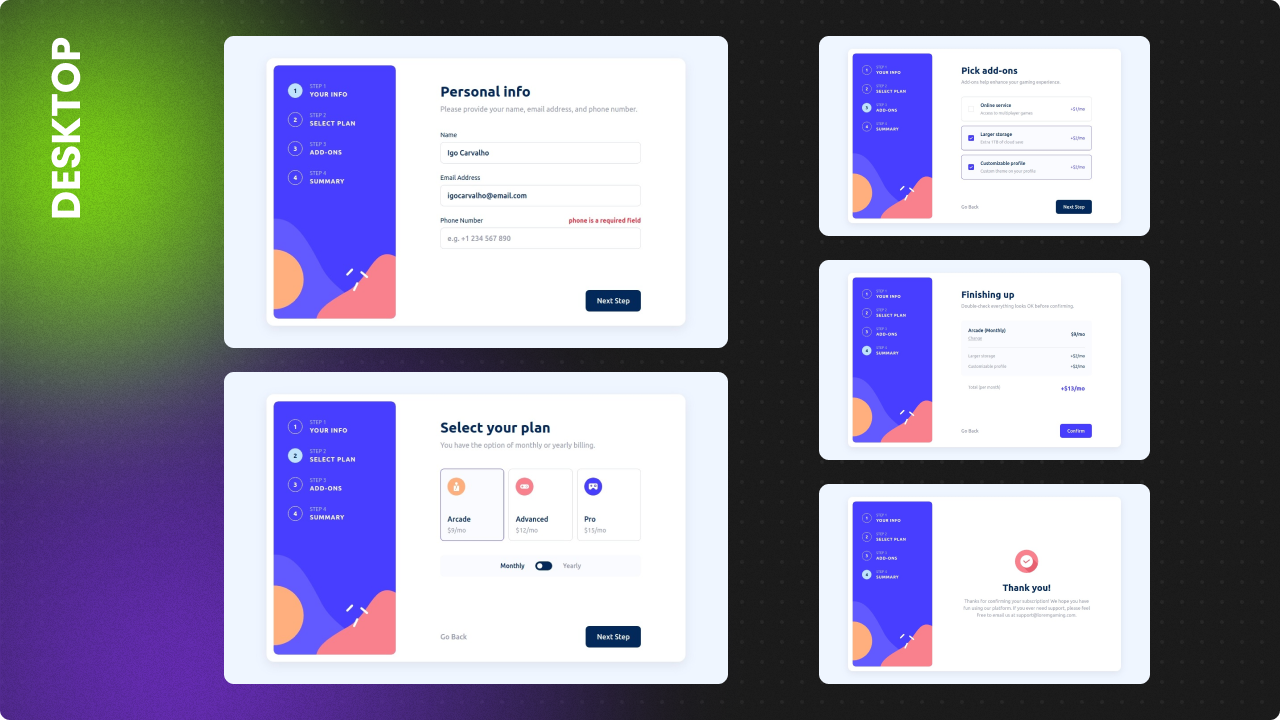 DESKTOP
1
STEP 1
YOUR INFO
2
STEP 2
SELECT PLAN
3
STEP 3
ADD-ONS
4
STEP 4
SUMMARY
Personal info
Please provide your name, email address, and phone number.
Name
Igo Carvalho
Email Address
igocarvalho@email.com
Phone Number
phone is a required field
e.g. +1 234 567 890
Next Step
1
STEP 1
YOUR INFO
2
STEP 2
SELECT PLAN
3
STEP 3
ADD-ONS
4
STEP 4
SUMMARY
Select your plan
You have the option of monthly or yearly billing.
Arcade
$9/mo
Advanced
$12/mo
Pro
$15/mo
Monthly
Yearly
Go Back
Next Step
1
STEP 1
YOUR INFO
2
STEP 2
SELECT PLAN
3
STEP 3
ADD-ONS
4
STEP 4
SUMMARY
Pick add-ons
Add-ons help enhance your gaming experience.
Online service
Access to multiplayer games
+$1/mo
Larger storage
Extra 1TB of cloud save
+$2/mo
Customizable profile
Custom theme on your profile
+$2/mo
Go Back
Next Step
1
STEP 1
YOUR INFO
2
STEP 2
SELECT PLAN
3
STEP 3
ADD-ONS
4
STEP 4
SUMMARY
Finishing up
Double-check everything looks OK before confirming.
Arcade (Monthly)
Change
$9/mo
Larger storage
+$2/mo
Customizable profile
+$2/mo
Total (per month)
+$13/mo
Go Back
Confirm
1
STEP 1
YOUR INFO
2
STEP 2
SELECT PLAN
3
STEP 3
ADD-ONS
4
STEP 4
SUMMARY
Thank you!
Thanks for confirming your subscription! We hope you have
fun using our platform. If you ever need support, please feel
free to email us at support@loremgaming.com.